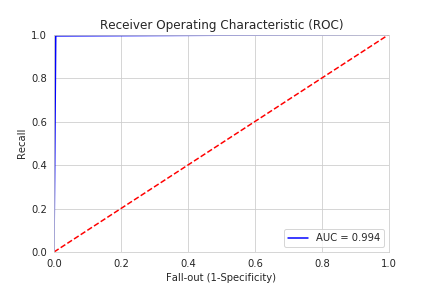 Receiver Operating Characteristic (ROC)
1.0
0.8
0.6
0.4
0.2
0.0
Recall
AUC = 0.994
0.0 0.2 0.4 0.6 0.8 1.0
Fall-out (1-Specificity)